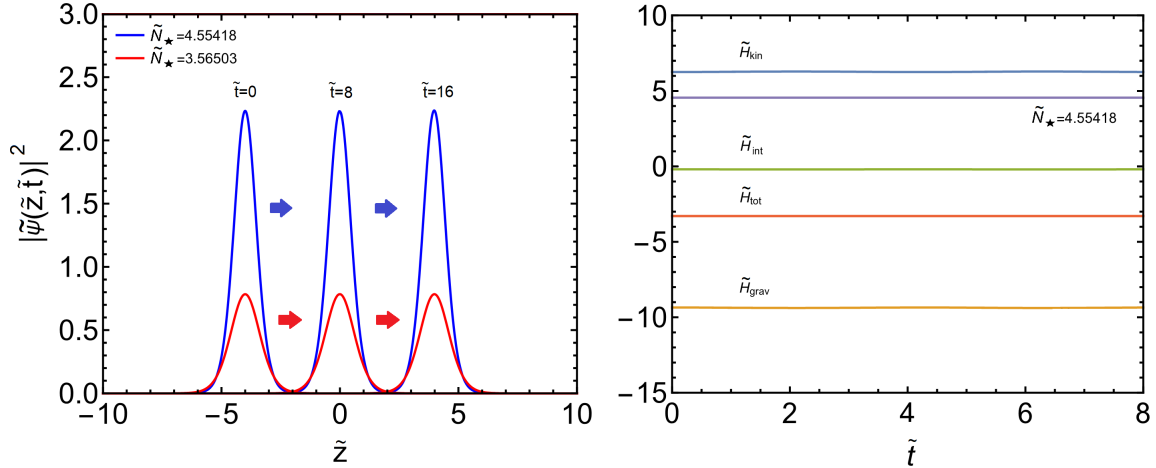 3.0
2.5
2.0
1.5
1.0
0.5
0.0
|ψ̃(z̃,t̃)|²
Ñ★=4.55418
Ñ★=3.56503
t̃=0 t̃=8 t̃=16
−10 −5 0 5 10
z̃
10
5
0
−5
−10
−15
H̃kin
Ñ★=4.55418
H̃int
H̃tot
H̃grav
0 2 4 6 8
t̃